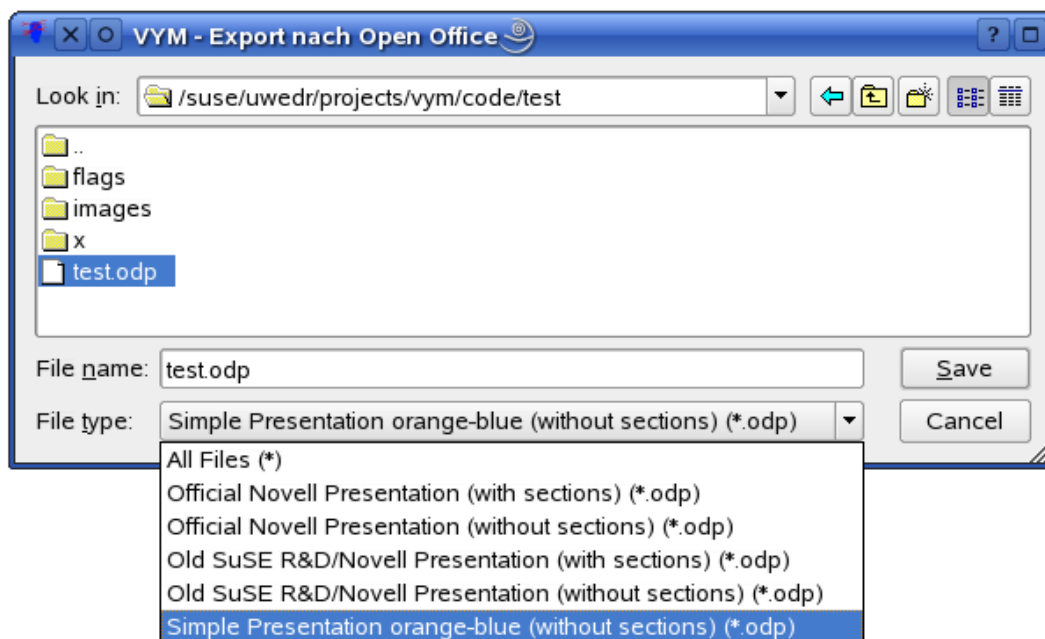 VYM - Export nach Open Office
?
Look in: /suse/uwedr/projects/vym/code/test
..
flags
images
x
test.odp
File name: test.odp Save
File type: Simple Presentation orange-blue (without sections) (*.odp) Cancel
All Files (*)
Official Novell Presentation (with sections) (*.odp)
Official Novell Presentation (without sections) (*.odp)
Old SuSE R&D/Novell Presentation (with sections) (*.odp)
Old SuSE R&D/Novell Presentation (without sections) (*.odp)
Simple Presentation orange-blue (without sections) (*.odp)